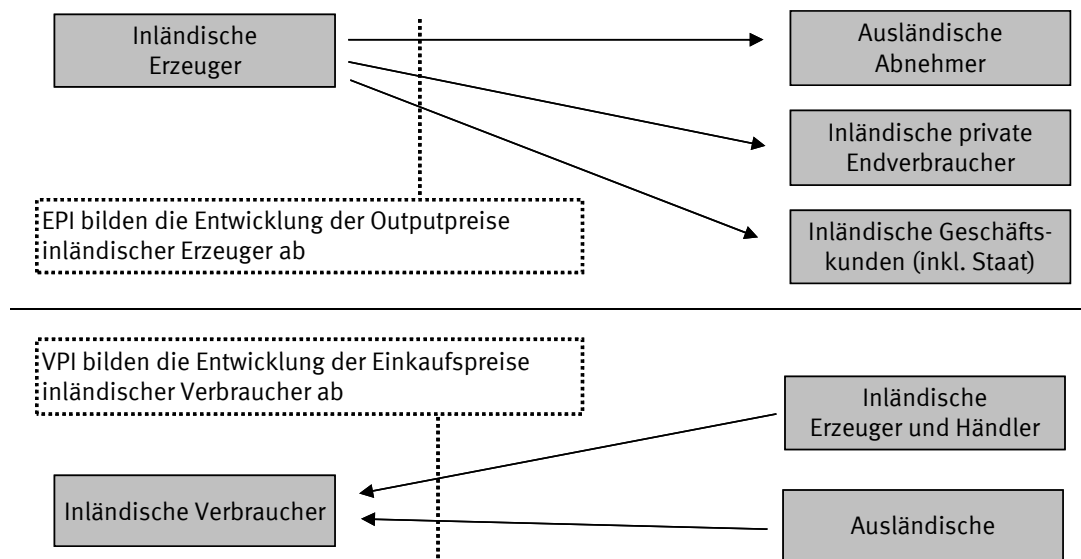 Inländische
Erzeuger
Ausländische
Abnehmer
Inländische private
Endverbraucher
EPI bilden die Entwicklung der Outputpreise
inländischer Erzeuger ab
Inländische Geschäfts-
kunden (inkl. Staat)
VPI bilden die Entwicklung der Einkaufspreise
inländischer Verbraucher ab
Inländische
Erzeuger und Händler
Inländische Verbraucher
Ausländische